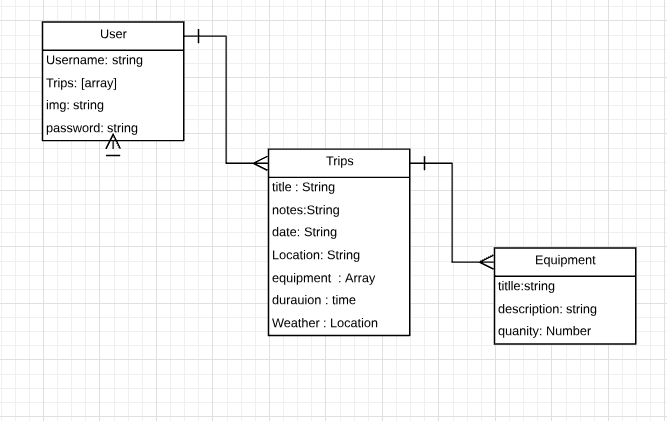 User
Username: string
Trips: [array]
img: string
password: string
Trips
title : String
notes:String
date: String
Location: String
equipment : Array
durauion : time
Weather : Location
Equipment
titlle:string
description: string
quanity: Number